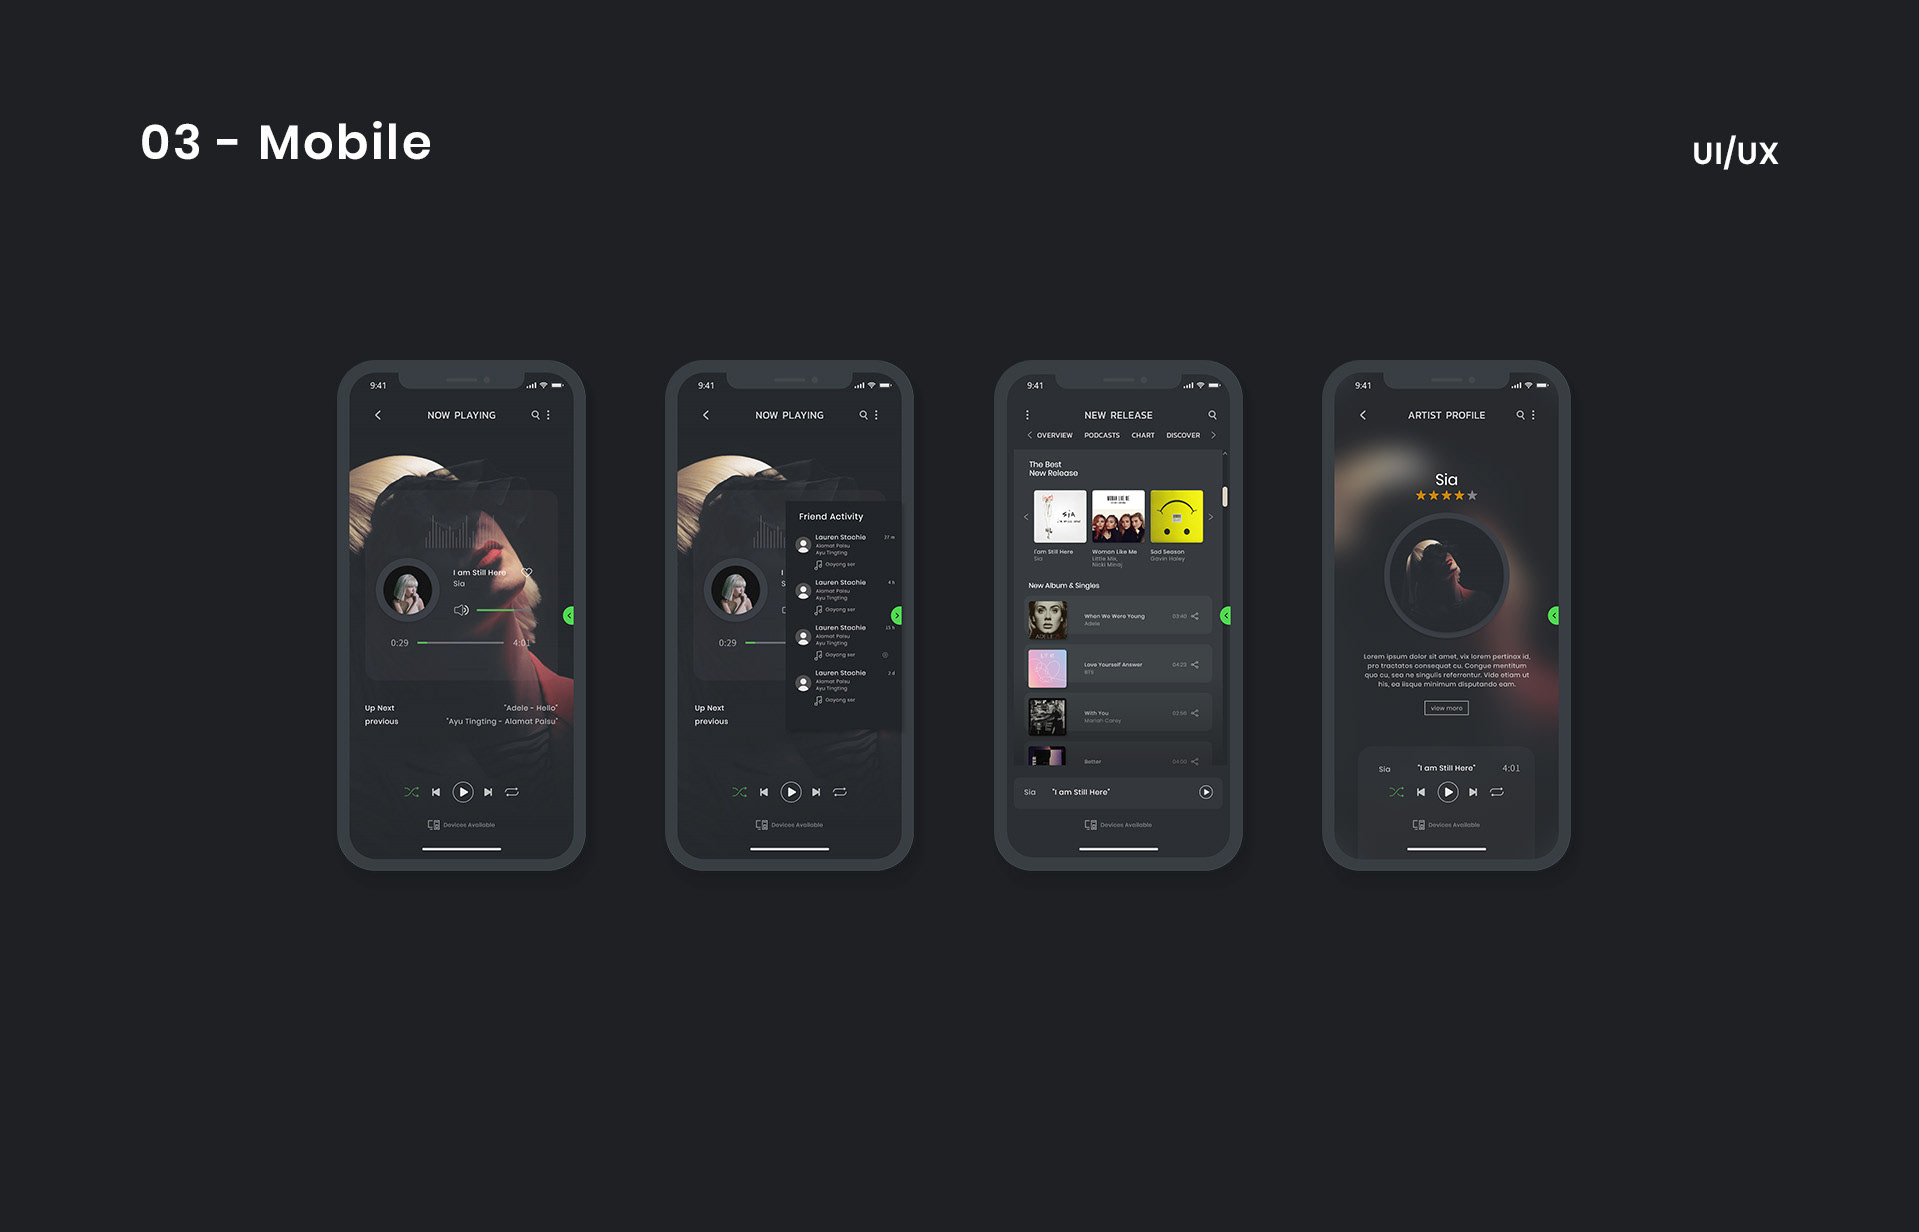 03 - Mobile
UI/UX
9:41
NOW PLAYING
I am Still Here
Sia
0:29
4:01
Up Next
"Adele - Hello"
previous
"Ayu Tingting - Alamat Palsu"
Devices Available
9:41
NOW PLAYING
Friend Activity
Lauren Stachie
27 m
Alamat Palsu
Ayu Tingting
Goyang ser
Lauren Stachie
4 h
Alamat Palsu
Ayu Tingting
Goyang ser
Lauren Stachie
15 h
Alamat Palsu
Ayu Tingting
Goyang ser
Lauren Stachie
2 d
Alamat Palsu
Ayu Tingting
Goyang ser
I
S
0:29
Up Next
previous
Devices Available
9:41
NEW RELEASE
OVERVIEW PODCASTS CHART DISCOVER
The Best
New Release
sia
I'am Still Here
Sia
WOMAN LIKE ME
Woman Like Me
Little Mix,
Nicki Minaj
Sad Season
Gavin Haley
New Album & Singles
ADELE
When We Were Young
Adele
03:40
Love Yourself Answer
BTS
04:23
With You
Mariah Carey
Better
04:00
Sia "I am Still Here"
Devices Available
9:41
ARTIST PROFILE
Sia
Lorem ipsum dolor sit amet, vix lorem pertinax id,
pro tractatos consequat cu. Congue mentitum
quo cu, sea ne singulis referrentur. Vide etiam ut
his, ea iisque minimum disputando eam.
view more
Sia "I am Still Here" 4:01
Devices Available